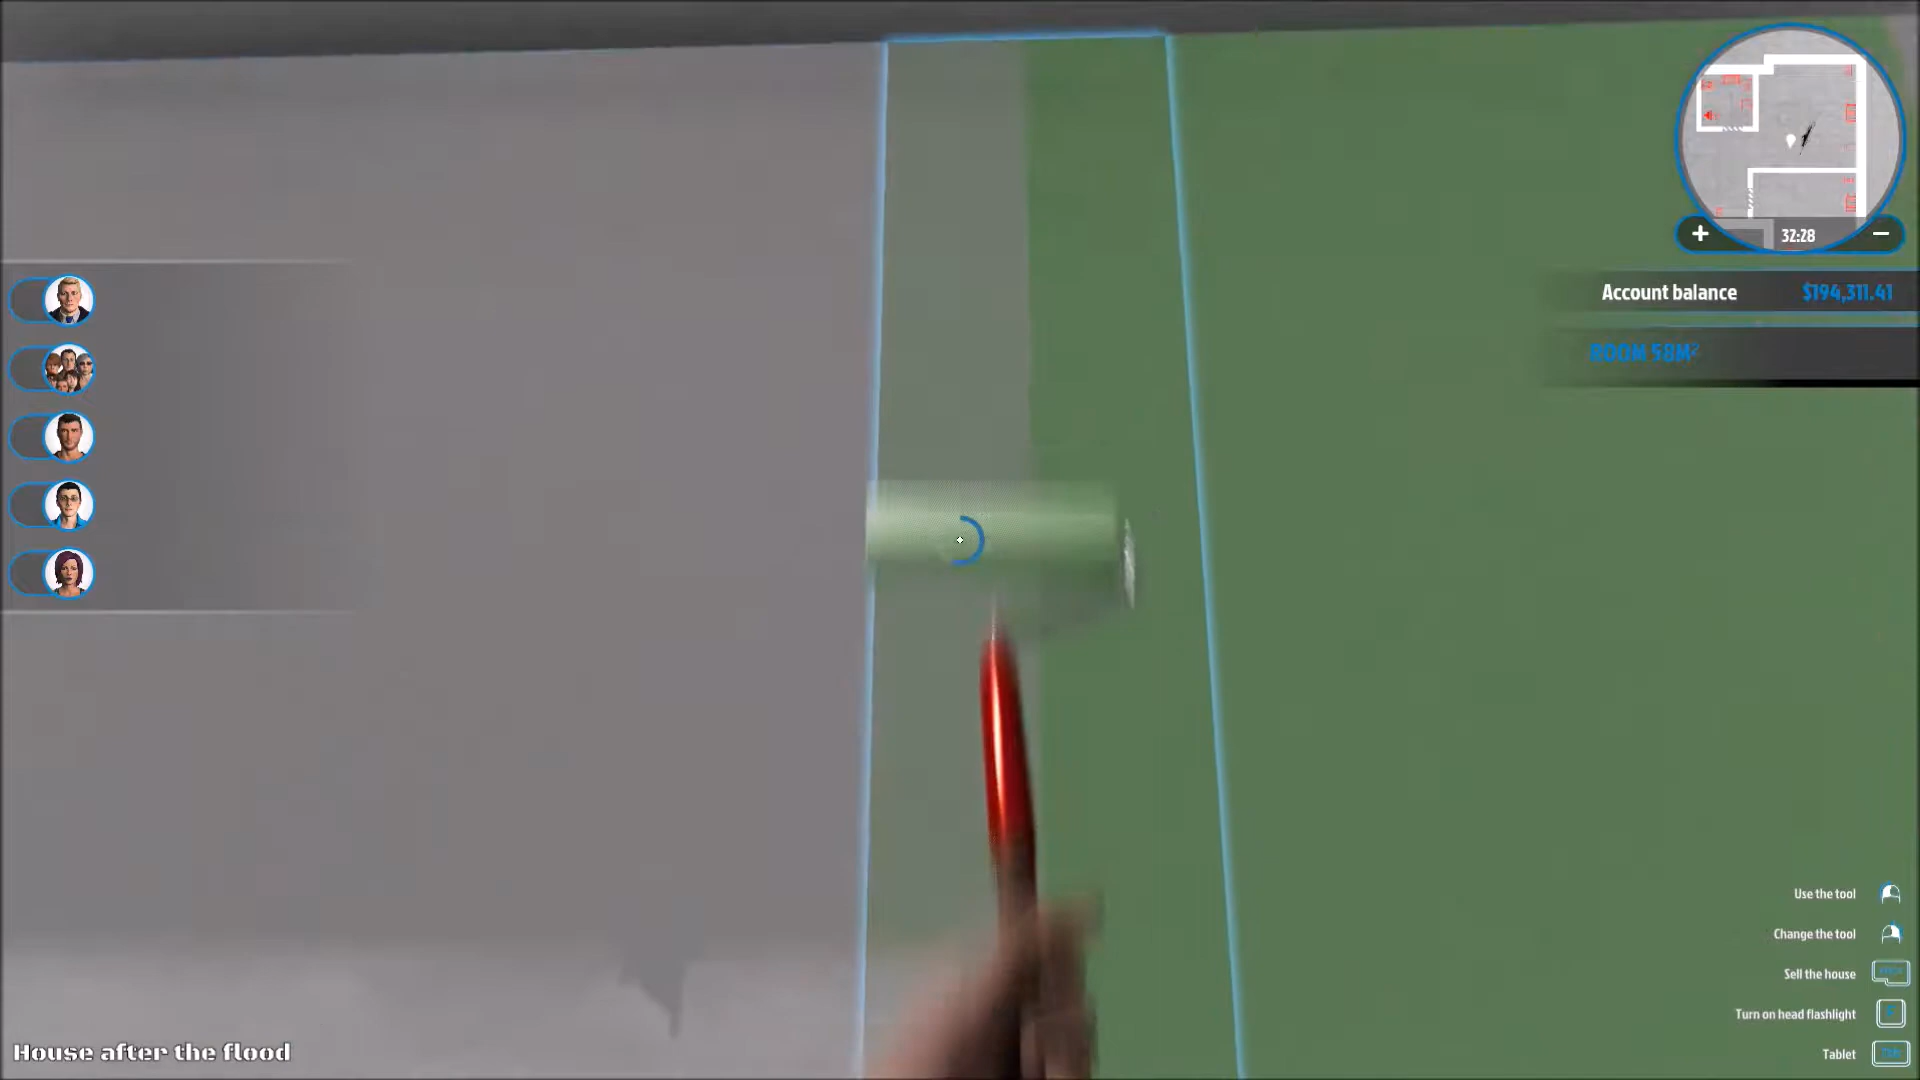 + 32:28 −
Account balance $194,311.41
ROOM 58M²
Use the tool
Change the tool
Sell the house
Turn on head flashlight
Tablet
House after the flood